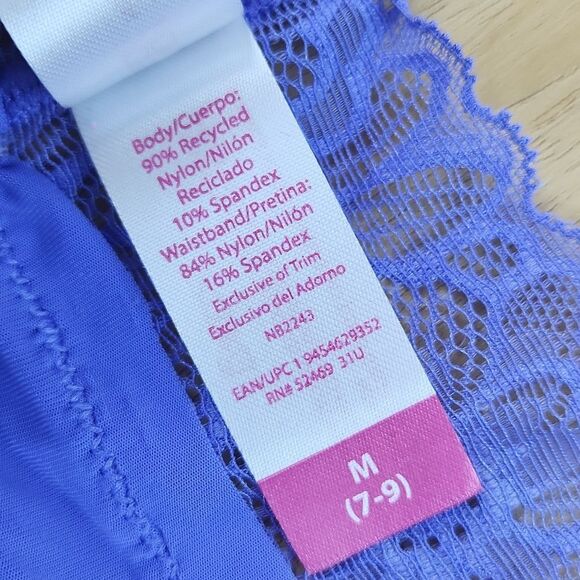 Body/Cuerpo:
90% Recycled
Nylon/Nilón
Reciclado
10% Spandex
Waistband/Pretina:
84% Nylon/Nilón
16% Spandex
Exclusive of Trim
Exclusivo del Adorno
NB2243
EAN/UPC 1 9454629352
RN# 52469 31U
M
(7-9)